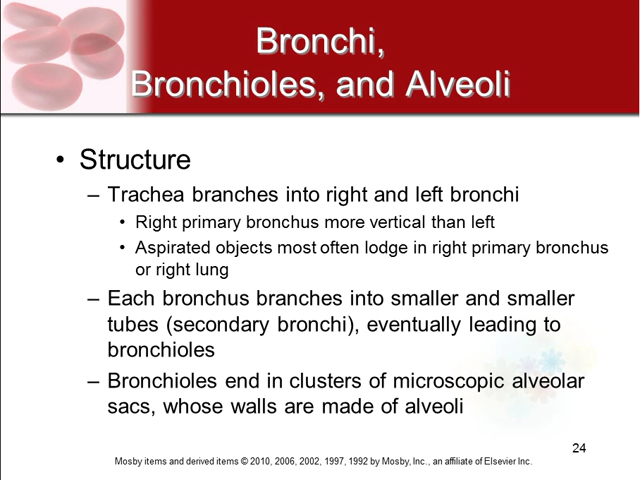 Bronchi,
Bronchioles, and Alveoli
• Structure
– Trachea branches into right and left bronchi
• Right primary bronchus more vertical than left
• Aspirated objects most often lodge in right primary bronchus
or right lung
– Each bronchus branches into smaller and smaller
tubes (secondary bronchi), eventually leading to
bronchioles
– Bronchioles end in clusters of microscopic alveolar
sacs, whose walls are made of alveoli
24
Mosby items and derived items © 2010, 2006, 2002, 1997, 1992 by Mosby, Inc., an affiliate of Elsevier Inc.